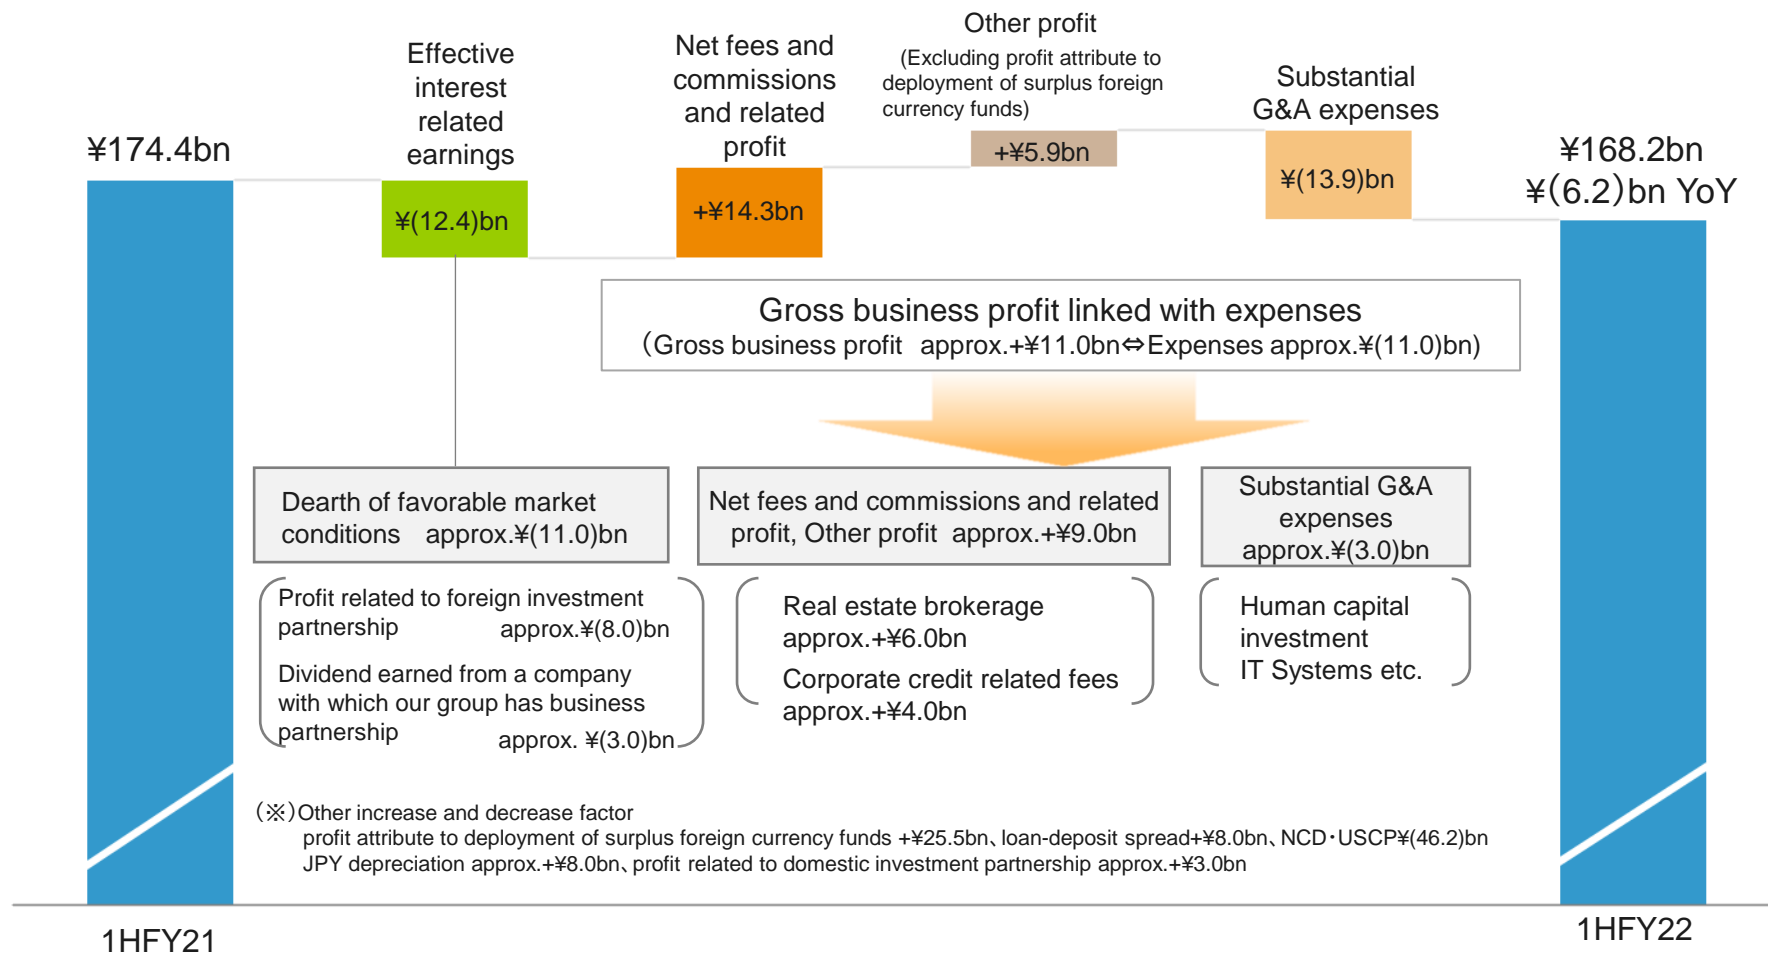 ¥174.4bn
Effective
interest
related
earnings
¥(12.4)bn
Net fees and
commissions
and related
profit
+¥14.3bn
Other profit
(Excluding profit attribute to
deployment of surplus foreign
currency funds)
+¥5.9bn
Substantial
G&A expenses
¥(13.9)bn
¥168.2bn
¥(6.2)bn YoY
Gross business profit linked with expenses
(Gross business profit approx.+¥11.0bn⇔Expenses approx.¥(11.0)bn)
Dearth of favorable market
conditions approx.¥(11.0)bn
Profit related to foreign investment
partnership approx.¥(8.0)bn
Dividend earned from a company
with which our group has business
partnership approx. ¥(3.0)bn
Net fees and commissions and related
profit, Other profit approx.+¥9.0bn
Real estate brokerage
approx.+¥6.0bn
Corporate credit related fees
approx.+¥4.0bn
Substantial G&A
expenses
approx.¥(3.0)bn
Human capital
investment
IT Systems etc.
(※)Other increase and decrease factor
profit attribute to deployment of surplus foreign currency funds +¥25.5bn、loan-deposit spread+¥8.0bn、NCD・USCP¥(46.2)bn
JPY depreciation approx.+¥8.0bn、profit related to domestic investment partnership approx.+¥3.0bn
1HFY21
1HFY22